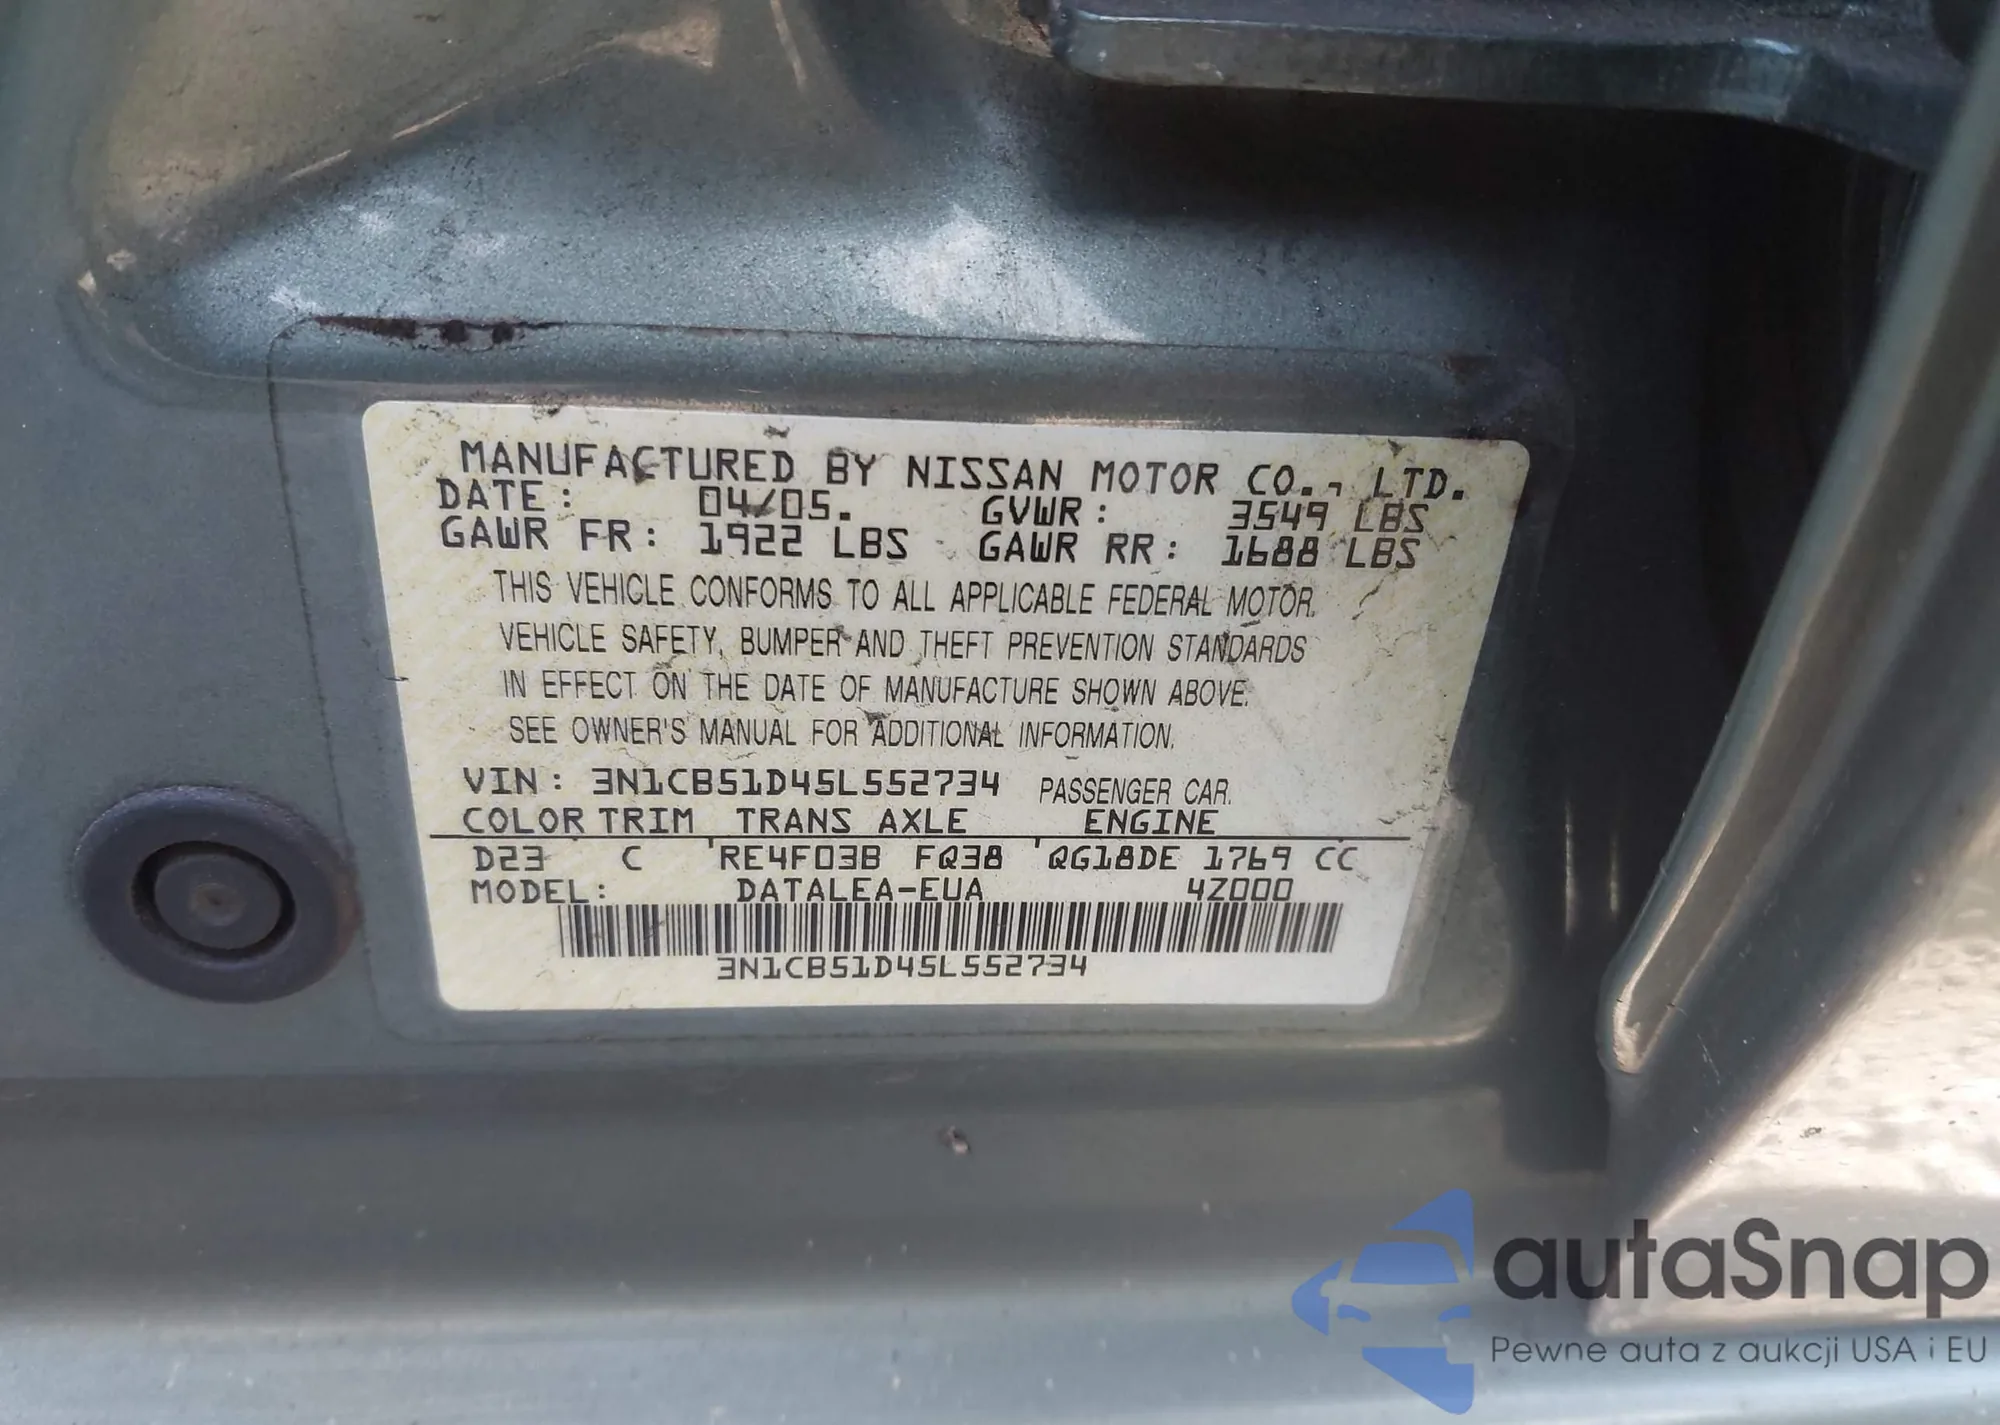 MANUFACTURED BY NISSAN MOTOR CO., LTD.
DATE: 04/05. GVWR: 3549 LBS
GAWR FR: 1922 LBS GAWR RR: 1688 LBS
THIS VEHICLE CONFORMS TO ALL APPLICABLE FEDERAL MOTOR
VEHICLE SAFETY, BUMPER AND THEFT PREVENTION STANDARDS
IN EFFECT ON THE DATE OF MANUFACTURE SHOWN ABOVE.
SEE OWNER'S MANUAL FOR ADDITIONAL INFORMATION.
VIN: 3N1CB51D45L552734 PASSENGER CAR.
COLOR TRIM TRANS AXLE ENGINE
D23 C 'RE4F03B FQ38 'QG18DE 1769 CC
MODEL: DATALEA-EUA 4Z000
3N1CB51D45L552734
autaSnap
Pewne auta z aukcji USA i EU